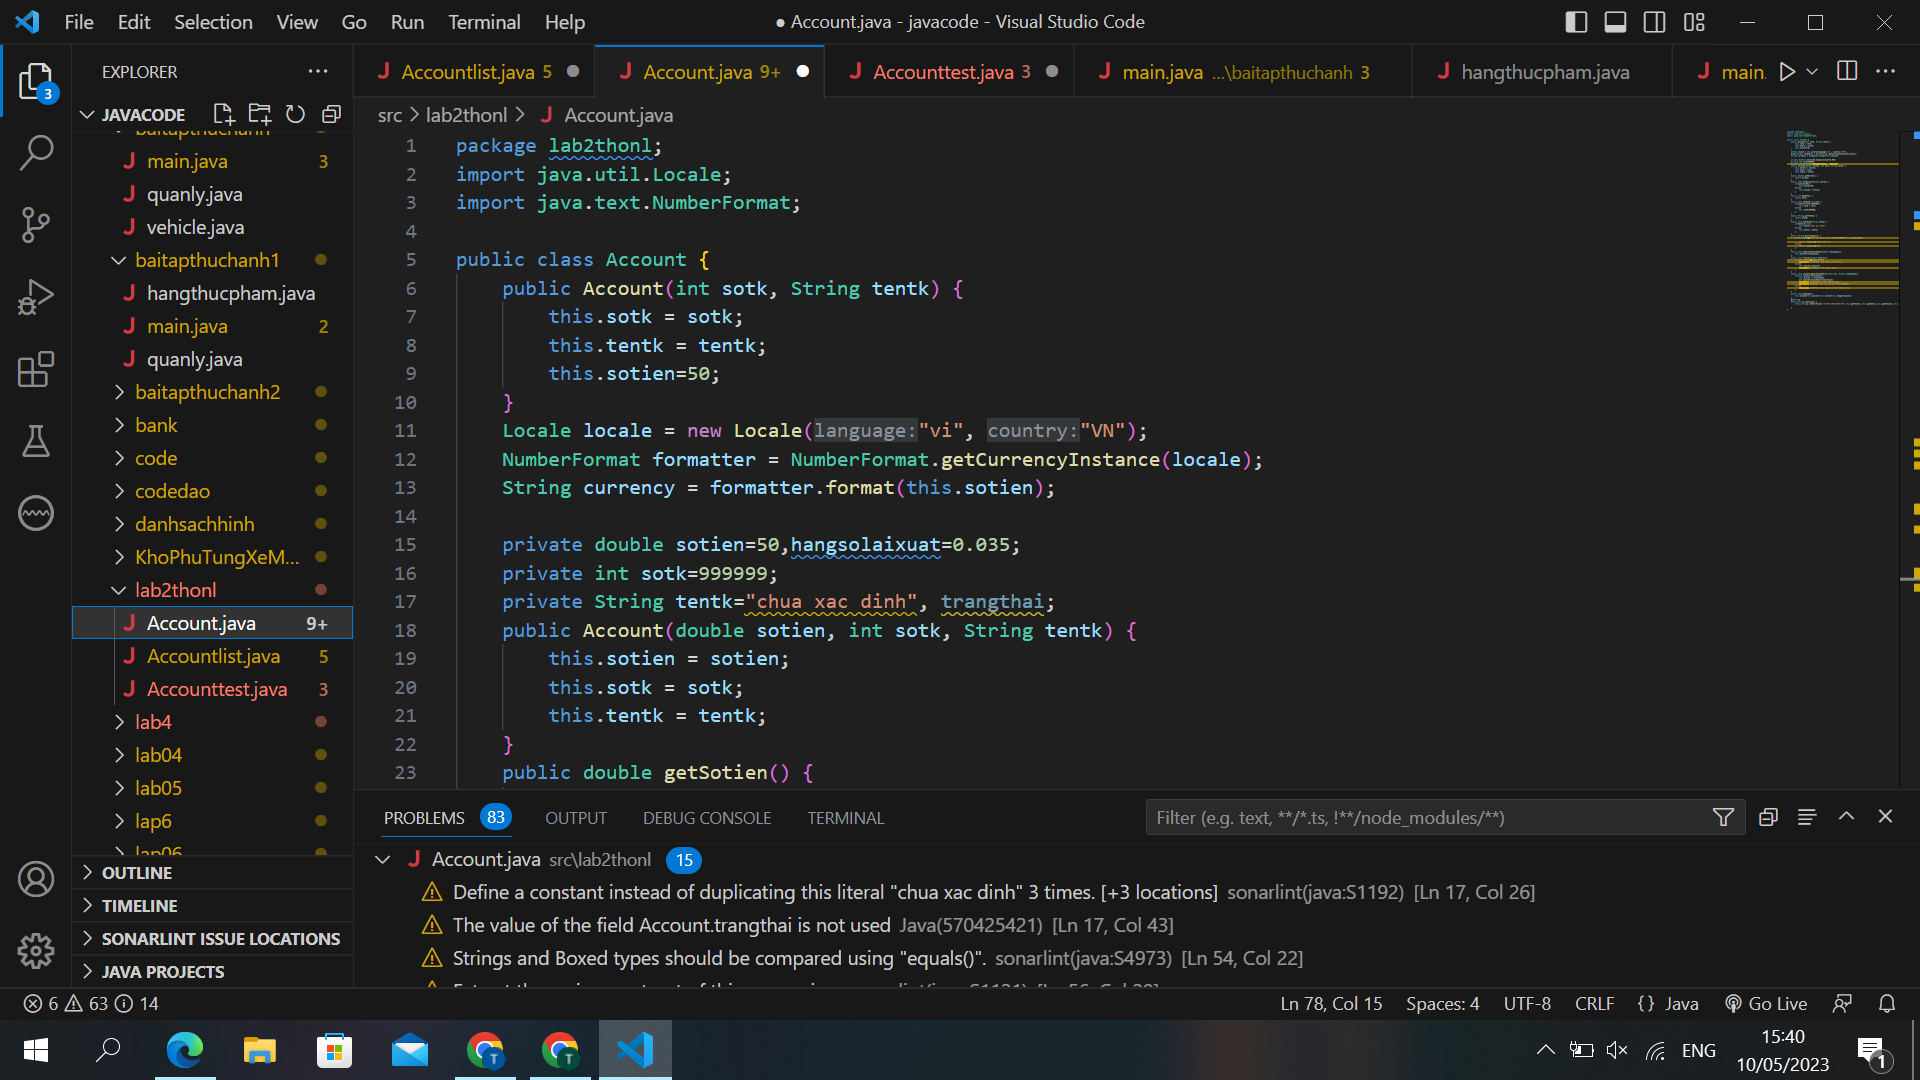 File Edit Selection View Go Run Terminal Help
● Account.java - javacode - Visual Studio Code
EXPLORER
Accountlist.java 5
Account.java 9+
Accounttest.java 3
main.java ...\baitapthuchanh 3
hangthucpham.java
main.
3
JAVACODE
baitapthuchanh
main.java 3
quanly.java
vehicle.java
baitapthuchanh1
hangthucpham.java
main.java 2
quanly.java
baitapthuchanh2
bank
code
codedao
danhsachhinh
KhoPhuTungXeM...
lab2thonl
Account.java 9+
Accountlist.java 5
Accounttest.java 3
lab4
lab04
lab05
lap6
lap06
OUTLINE
TIMELINE
SONARLINT ISSUE LOCATIONS
JAVA PROJECTS
src > lab2thonl > Account.java
1 package lab2thonl;
2 import java.util.Locale;
3 import java.text.NumberFormat;
4
5 public class Account {
6 public Account(int sotk, String tentk) {
7 this.sotk = sotk;
8 this.tentk = tentk;
9 this.sotien=50;
10 }
11 Locale locale = new Locale(language:"vi", country:"VN");
12 NumberFormat formatter = NumberFormat.getCurrencyInstance(locale);
13 String currency = formatter.format(this.sotien);
14
15 private double sotien=50,hangsolaixuat=0.035;
16 private int sotk=999999;
17 private String tentk="chua xac dinh", trangthai;
18 public Account(double sotien, int sotk, String tentk) {
19 this.sotien = sotien;
20 this.sotk = sotk;
21 this.tentk = tentk;
22 }
23 public double getSotien() {
PROBLEMS 83 OUTPUT DEBUG CONSOLE TERMINAL
Filter (e.g. text, **/*.ts, !**/node_modules/**)
Account.java src\lab2thonl 15
Define a constant instead of duplicating this literal "chua xac dinh" 3 times. [+3 locations] sonarlint(java:S1192) [Ln 17, Col 26]
The value of the field Account.trangthai is not used Java(570425421) [Ln 17, Col 43]
Strings and Boxed types should be compared using "equals()". sonarlint(java:S4973) [Ln 54, Col 22]
6 63 14
Ln 78, Col 15 Spaces: 4 UTF-8 CRLF {} Java Go Live
T
T
ENG
15:40
10/05/2023
1